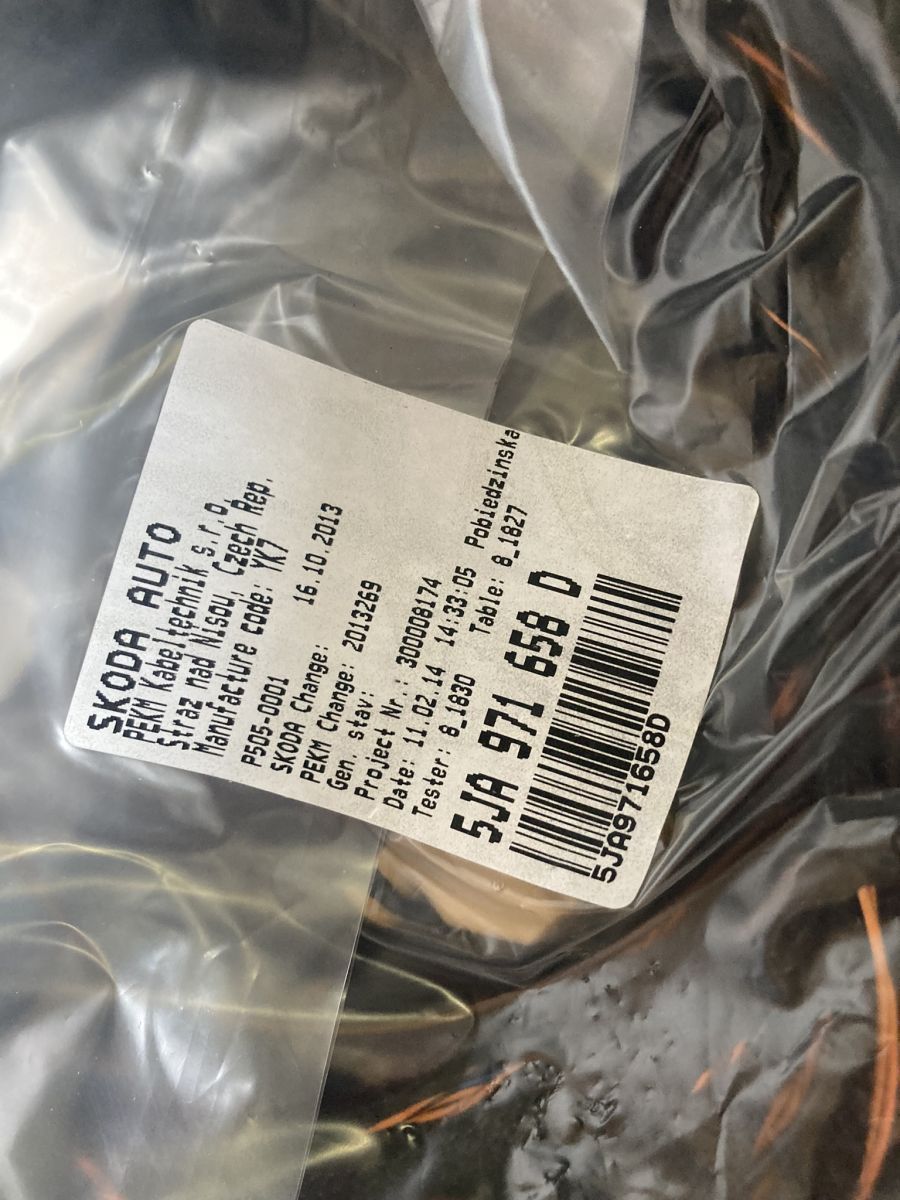 SKODA AUTO
PEKM Kabeltechnik s.r.o.
Straz nad Nisou, Czech Rep.
Manufacture code: YK7
P505-0001
SKODA Change: 16.10.2013
PEKM Change: 2013269
Gen. stav:
Project Nr.: 300008174
Date: 11.02.14 14:33:05 Pobiedzinska
Tester: 8_1830 Table: 8_1827
5JA 971 658 D
5JA971658D